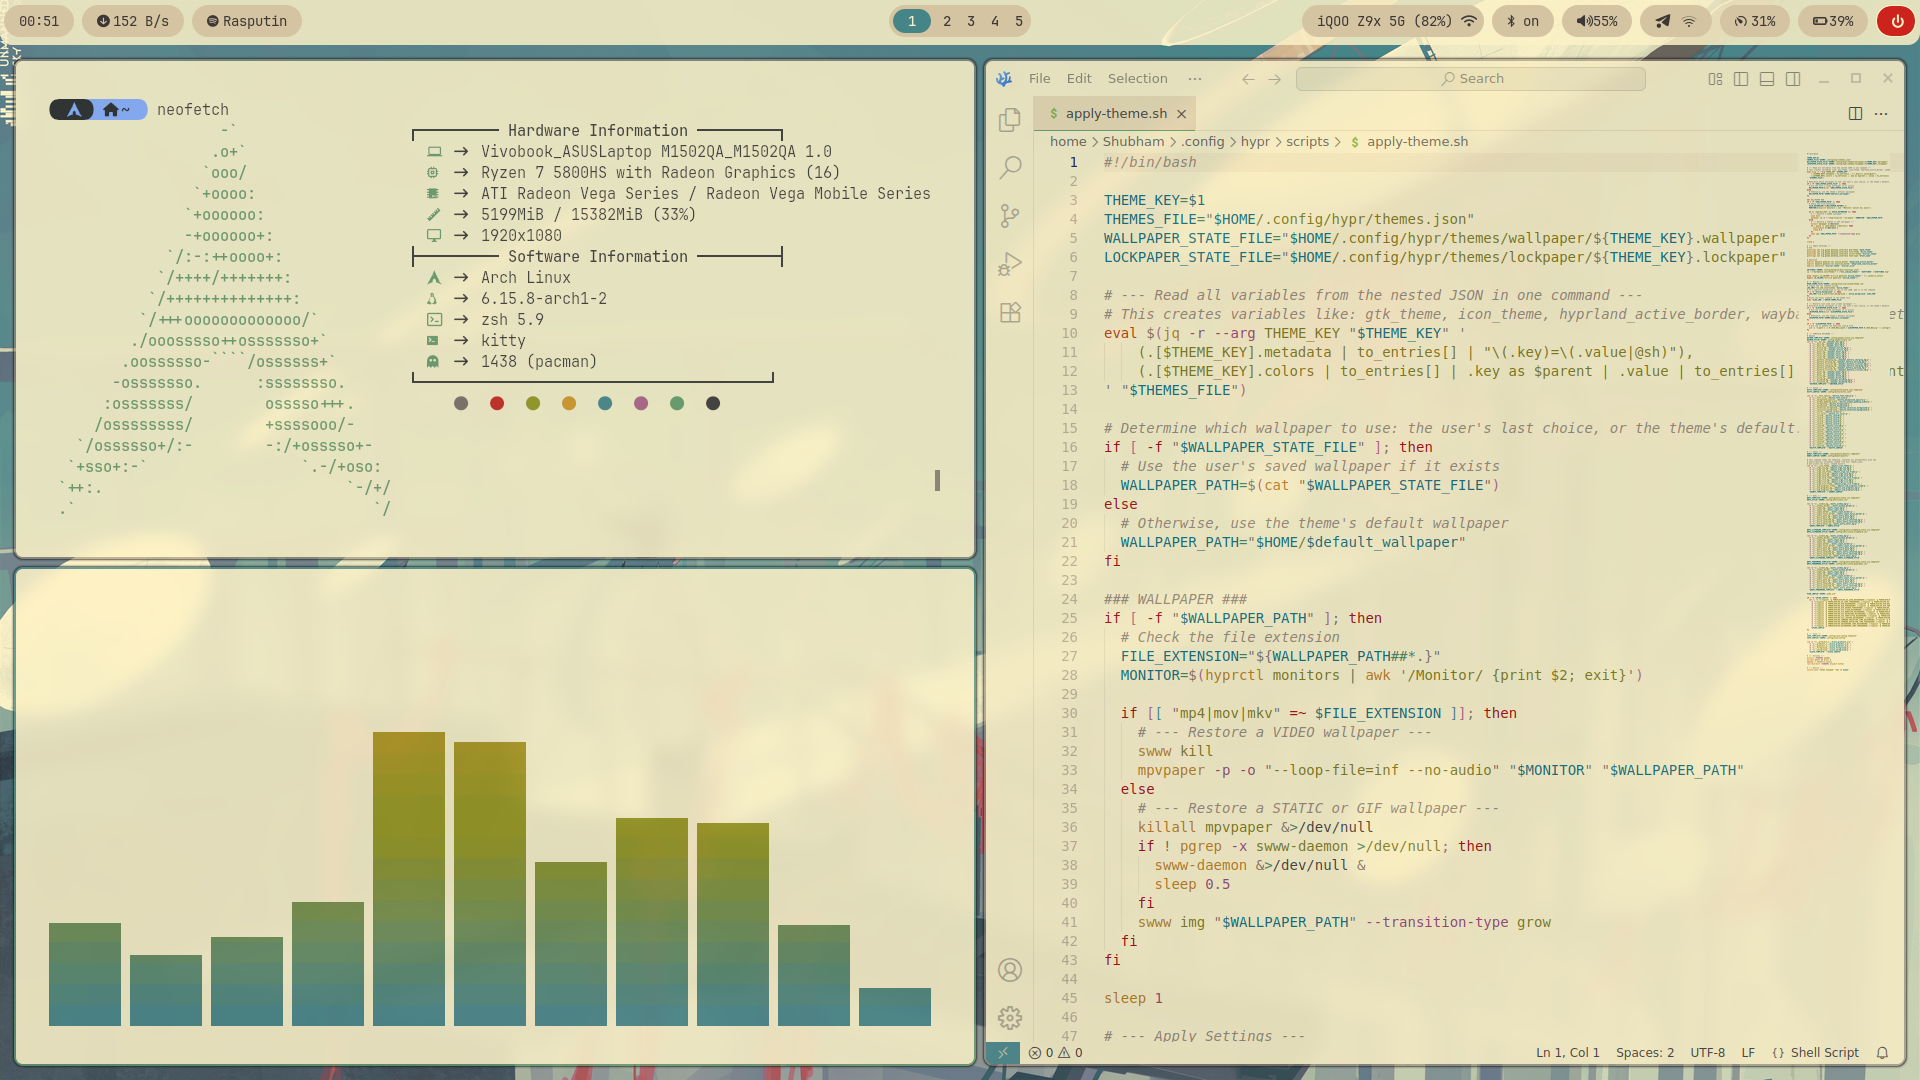 00:51 152 B/s Rasputin 1 2 3 4 5 iQOO Z9x 5G (82%) on 55% 31% 39%
~ neofetch
Hardware Information
Vivobook_ASUSLaptop M1502QA_M1502QA 1.0
Ryzen 7 5800HS with Radeon Graphics (16)
ATI Radeon Vega Series / Radeon Vega Mobile Series
5199MiB / 15382MiB (33%)
1920x1080
Software Information
Arch Linux
6.15.8-arch1-2
zsh 5.9
kitty
1438 (pacman)
-`
.o+`
`ooo/
`+oooo:
`+oooooo:
-+oooooo+:
`/:-:++oooo+:
`/++++/+++++++:
`/++++++++++++++:
`/+++ooooooooooooo/`
./ooosssso++osssssso+`
.oossssso-````/ossssss+`
-osssssso. :ssssssso.
:osssssss/ osssso+++.
/ossssssss/ +ssssooo/-
`/ossssso+/:- -:/+osssso+-
`+sso+:-` `.-/+oso:
`++:. `-/+/
.` `/
File Edit Selection ··· Search
apply-theme.sh
home > Shubham > .config > hypr > scripts > $ apply-theme.sh
1 #!/bin/bash
2
3 THEME_KEY=$1
4 THEMES_FILE="$HOME/.config/hypr/themes.json"
5 WALLPAPER_STATE_FILE="$HOME/.config/hypr/themes/wallpaper/${THEME_KEY}.wallpaper"
6 LOCKPAPER_STATE_FILE="$HOME/.config/hypr/themes/lockpaper/${THEME_KEY}.lockpaper"
7
8 # --- Read all variables from the nested JSON in one command ---
9 # This creates variables like: gtk_theme, icon_theme, hyprland_active_border, wayba
10 eval $(jq -r --arg THEME_KEY "$THEME_KEY" '
11 (.[$THEME_KEY].metadata | to_entries[] | "\(.key)=\(.value|@sh)"),
12 (.[$THEME_KEY].colors | to_entries[] | .key as $parent | .value | to_entries[]
13 ' "$THEMES_FILE")
14
15 # Determine which wallpaper to use: the user's last choice, or the theme's default.
16 if [ -f "$WALLPAPER_STATE_FILE" ]; then
17 # Use the user's saved wallpaper if it exists
18 WALLPAPER_PATH=$(cat "$WALLPAPER_STATE_FILE")
19 else
20 # Otherwise, use the theme's default wallpaper
21 WALLPAPER_PATH="$HOME/$default_wallpaper"
22 fi
23
24 ### WALLPAPER ###
25 if [ -f "$WALLPAPER_PATH" ]; then
26 # Check the file extension
27 FILE_EXTENSION="${WALLPAPER_PATH##*.}"
28 MONITOR=$(hyprctl monitors | awk '/Monitor/ {print $2; exit}')
29
30 if [[ "mp4|mov|mkv" =~ $FILE_EXTENSION ]]; then
31 # --- Restore a VIDEO wallpaper ---
32 swww kill
33 mpvpaper -p -o "--loop-file=inf --no-audio" "$MONITOR" "$WALLPAPER_PATH"
34 else
35 # --- Restore a STATIC or GIF wallpaper ---
36 killall mpvpaper &>/dev/null
37 if ! pgrep -x swww-daemon >/dev/null; then
38 swww-daemon &>/dev/null &
39 sleep 0.5
40 fi
41 swww img "$WALLPAPER_PATH" --transition-type grow
42 fi
43 fi
44
45 sleep 1
46
47 # --- Apply Settings ---
0 0 Ln 1, Col 1 Spaces: 2 UTF-8 LF {} Shell Script